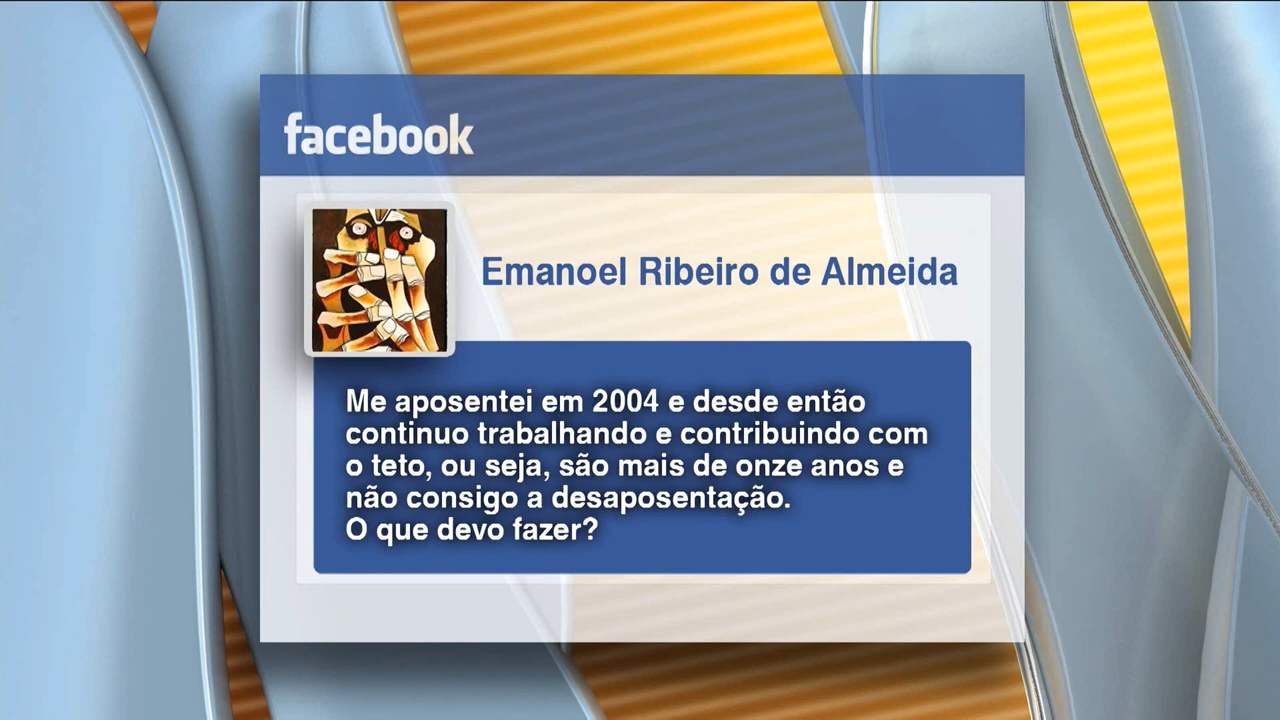 facebook
Emanoel Ribeiro de Almeida
Me aposentei em 2004 e desde então
continuo trabalhando e contribuindo com
o teto, ou seja, são mais de onze anos e
não consigo a desaposentação.
O que devo fazer?